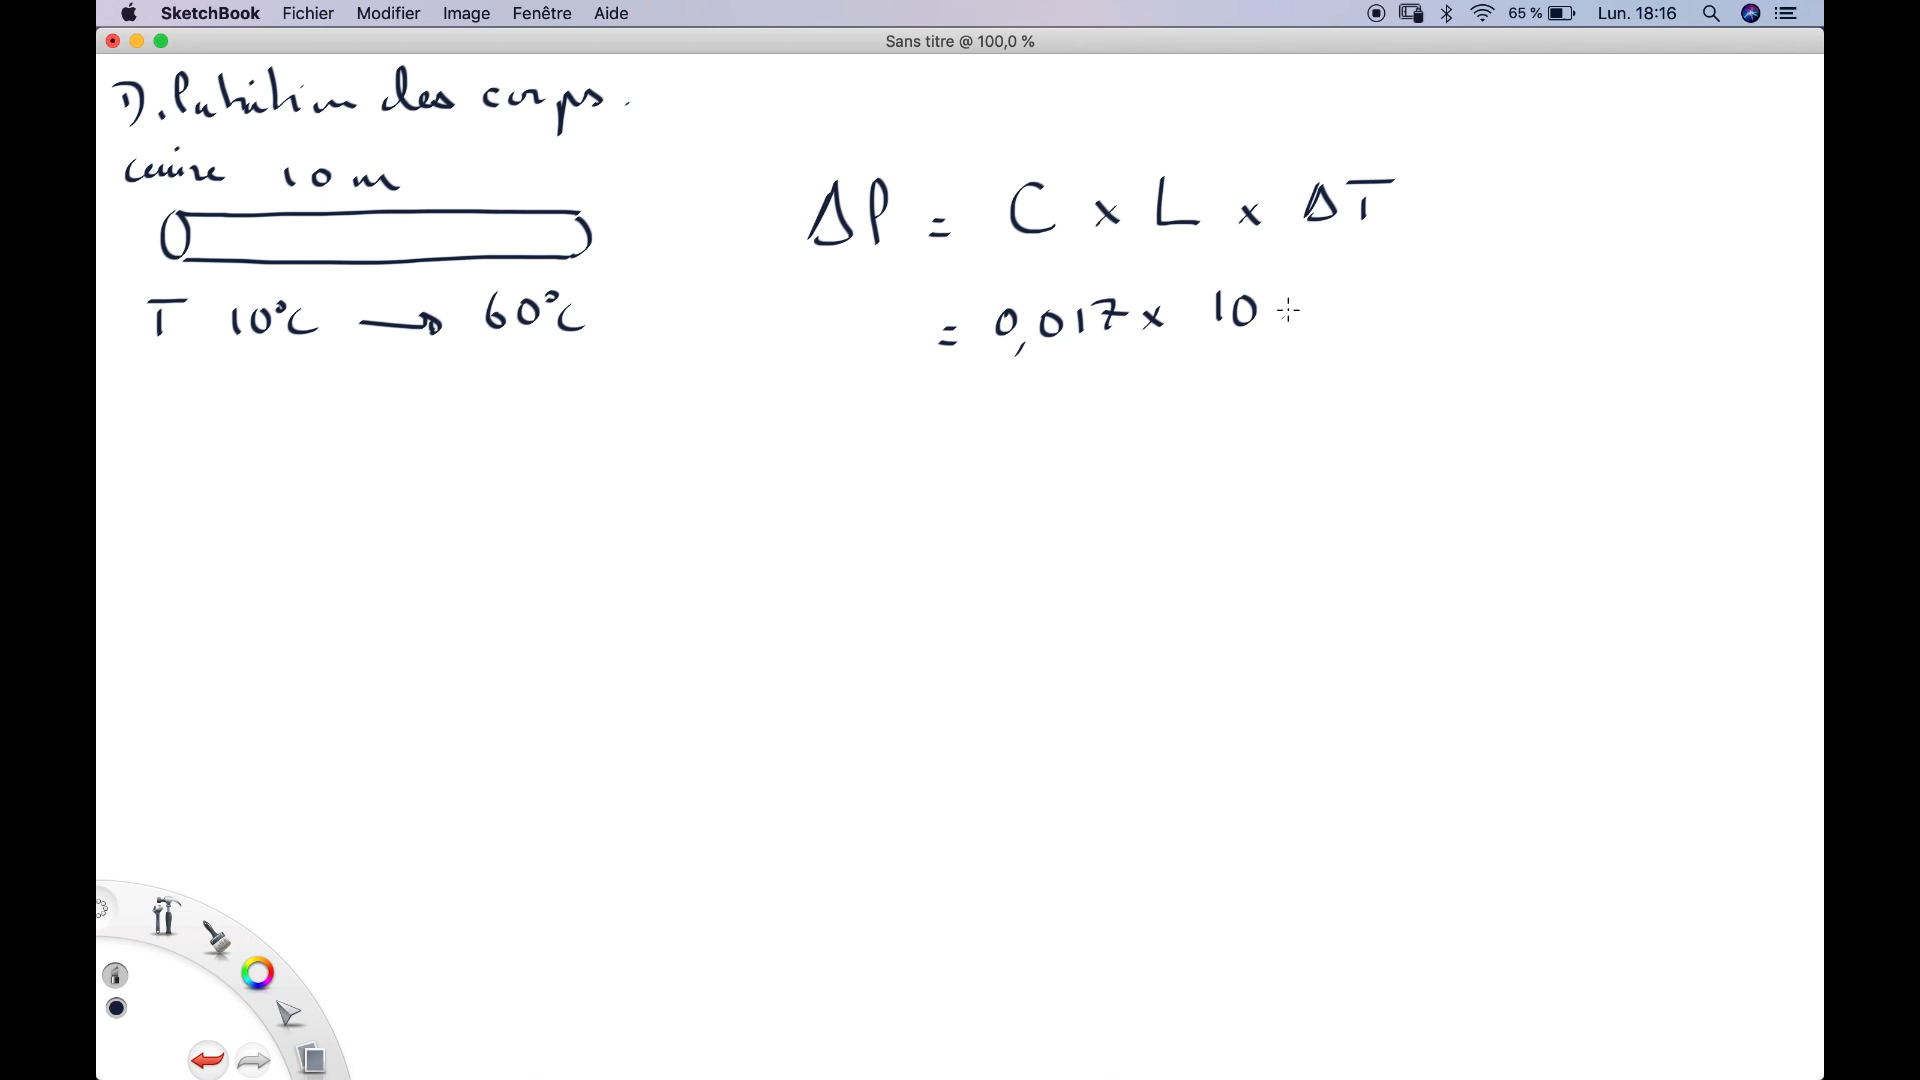 SketchBook Fichier Modifier Image Fenêtre Aide 65 % Lun. 18:16
Sans titre @ 100,0 %
Dilatation des corps.
cuivre 10 m
T 10°C → 60°C
Δl = C x L x ΔT
= 0,017 x 10